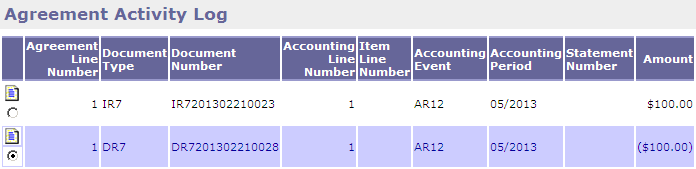 Agreement Activity Log
Agreement Line Number Document Type Document Number Accounting Line Number Item Line Number Accounting Event Accounting Period Statement Number Amount
1 IR7 IR7201302210023 1 AR12 05/2013 $100.00
1 DR7 DR7201302210028 1 AR12 05/2013 ($100.00)